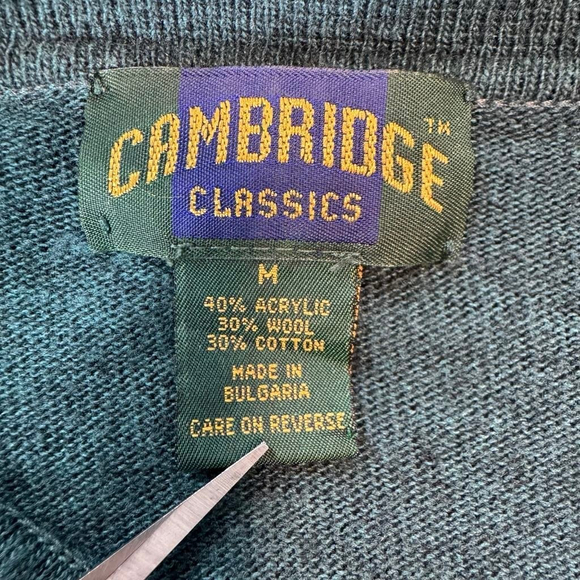 CAMBRIDGE™
CLASSICS
M
40% ACRYLIC
30% WOOL
30% COTTON
MADE IN
BULGARIA
CARE ON REVERSE